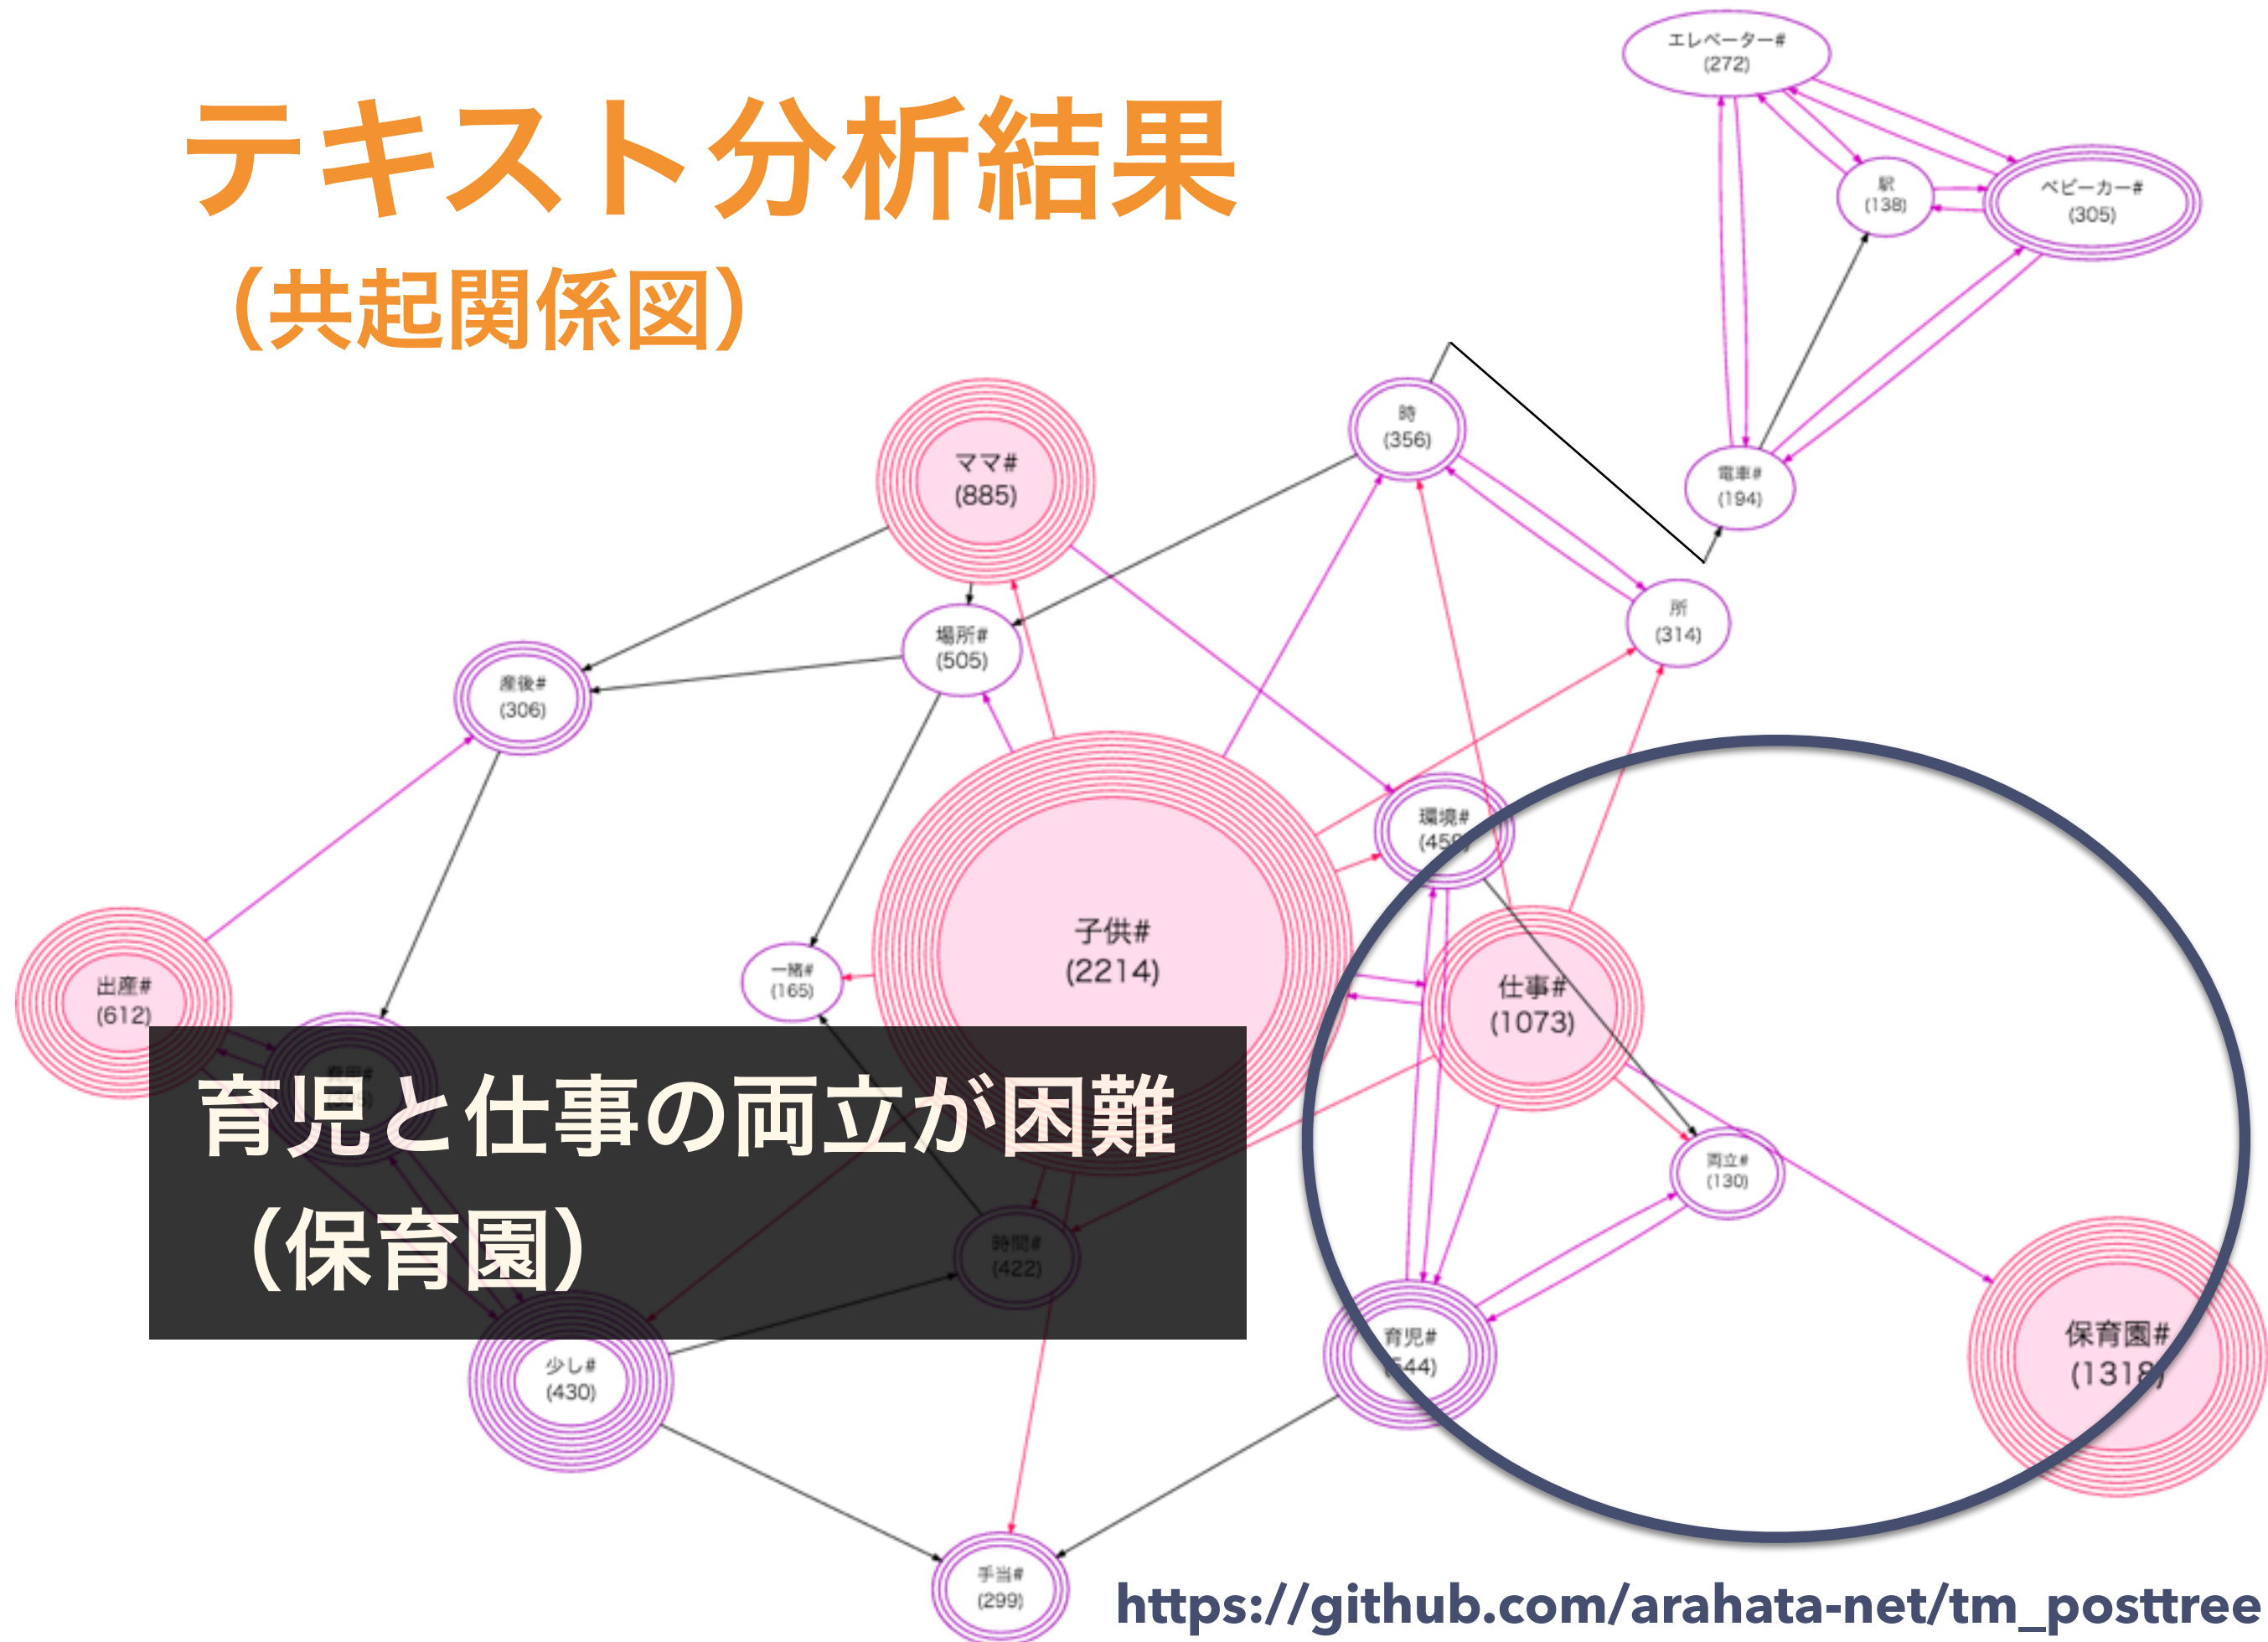 テキスト分析結果
（共起関係図）
エレベーター#
(272)
駅
(138)
ベビーカー#
(305)
時
(356)
ママ#
(885)
電車#
(194)
所
(314)
場所#
(505)
産後#
(306)
環境#
子供#
(2214)
一緒#
(165)
出産#
(612)
仕事#
(1073)
費用#
育児と仕事の両立が困難
（保育園）
両立#
(130)
時間#
(422)
保育園#
(1318)
育児#
少し#
(430)
手当#
(299)
https://github.com/arahata-net/tm_posttree